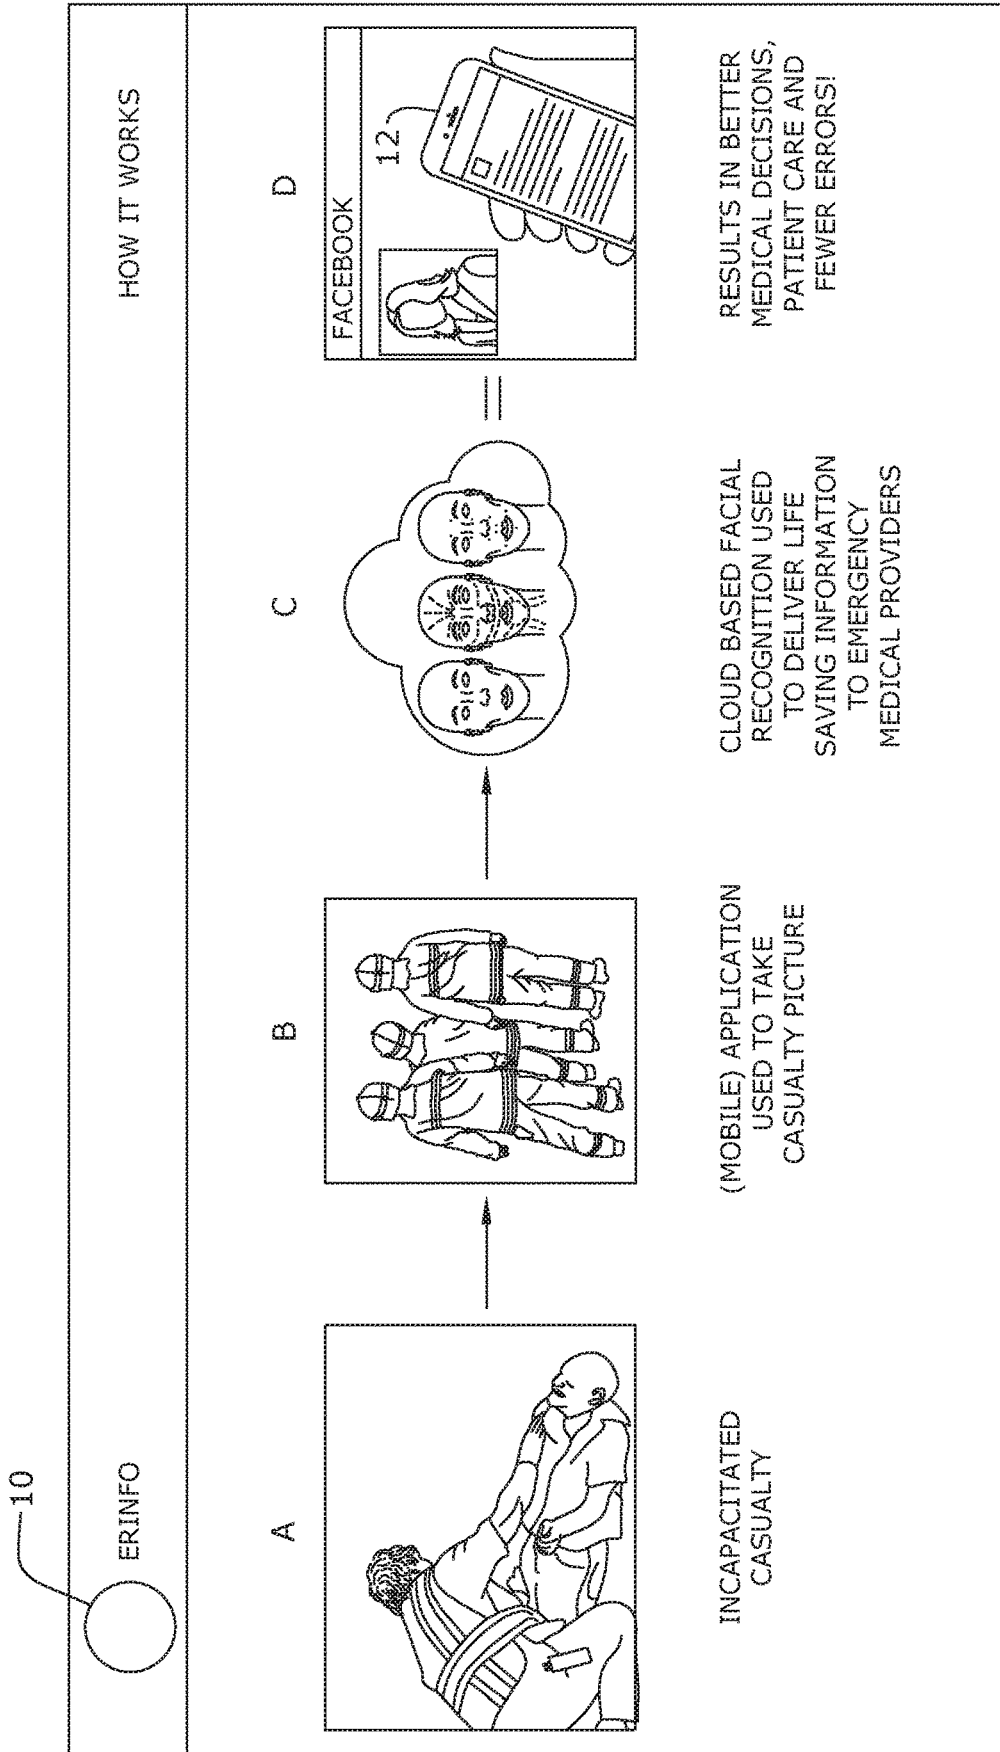 10
ERINFO
HOW IT WORKS
A
B
C
D
FACEBOOK
12
INCAPACITATED
CASUALTY
(MOBILE) APPLICATION
USED TO TAKE
CASUALTY PICTURE
CLOUD BASED FACIAL
RECOGNITION USED
TO DELIVER LIFE
SAVING INFORMATION
TO EMERGENCY
MEDICAL PROVIDERS
RESULTS IN BETTER
MEDICAL DECISIONS,
PATIENT CARE AND
FEWER ERRORS!